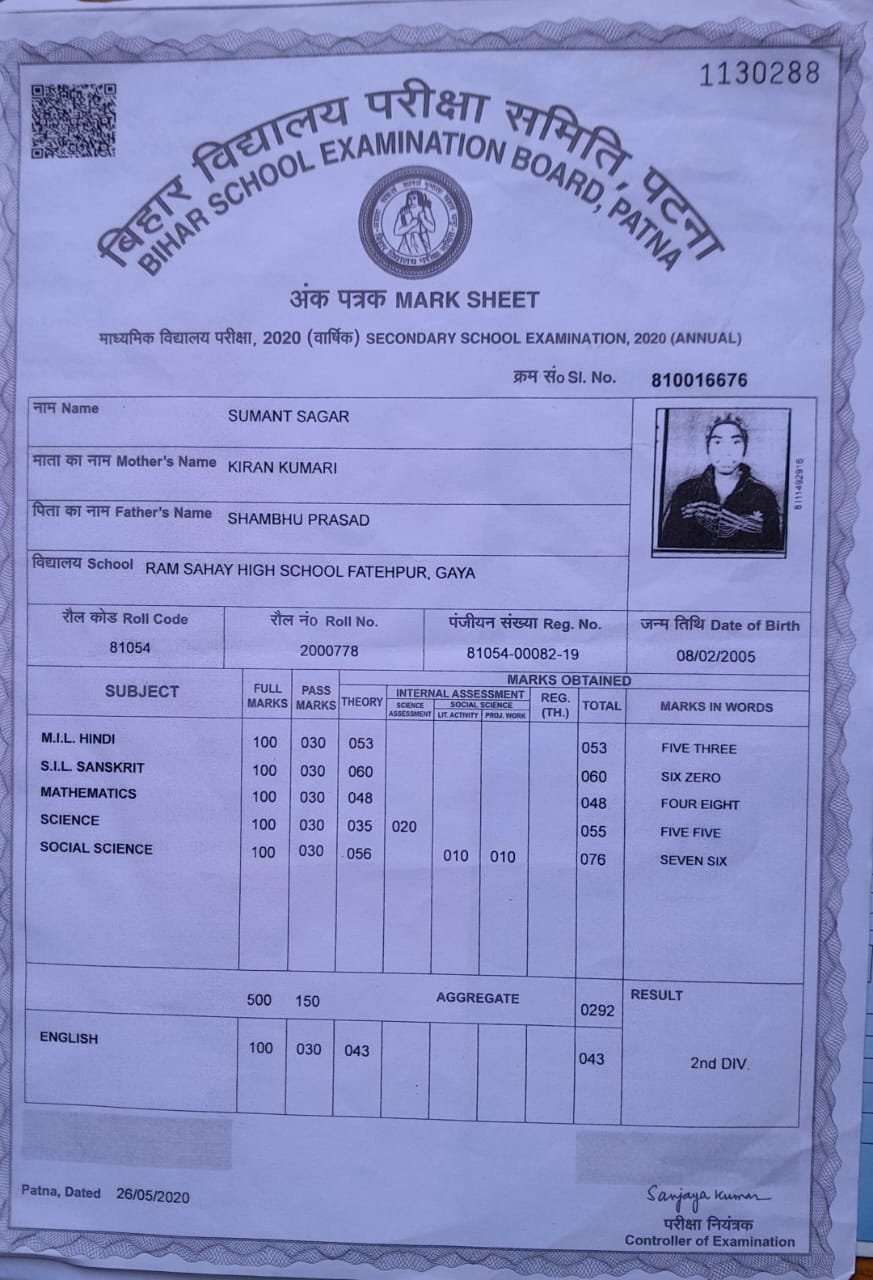 1130288
बिहार विद्यालय परीक्षा समिति, पटना
BIHAR SCHOOL EXAMINATION BOARD, PATNA
अंक पत्रक MARK SHEET
माध्यमिक विद्यालय परीक्षा, 2020 (वार्षिक) SECONDARY SCHOOL EXAMINATION, 2020 (ANNUAL)
क्रम सं० Sl. No. 810016676
नाम Name SUMANT SAGAR
माता का नाम Mother's Name KIRAN KUMARI
पिता का नाम Father's Name SHAMBHU PRASAD
8111492916
विद्यालय School RAM SAHAY HIGH SCHOOL FATEHPUR, GAYA
रौल कोड Roll Code रौल नं० Roll No. पंजीयन संख्या Reg. No. जन्म तिथि Date of Birth
81054 2000778 81054-00082-19 08/02/2005
MARKS OBTAINED
SUBJECT FULL MARKS PASS MARKS THEORY INTERNAL ASSESSMENT REG. (TH.) TOTAL MARKS IN WORDS
SCIENCE ASSESSMENT SOCIAL SCIENCE
LIT. ACTIVITY PROJ. WORK
M.I.L. HINDI 100 030 053 053 FIVE THREE
S.I.L. SANSKRIT 100 030 060 060 SIX ZERO
MATHEMATICS 100 030 048 048 FOUR EIGHT
SCIENCE 100 030 035 020 055 FIVE FIVE
SOCIAL SCIENCE 100 030 056 010 010 076 SEVEN SIX
500 150 AGGREGATE 0292 RESULT
ENGLISH 100 030 043 043 2nd DIV.
Patna, Dated 26/05/2020
Sanjaya Kumar
परीक्षा नियंत्रक
Controller of Examination